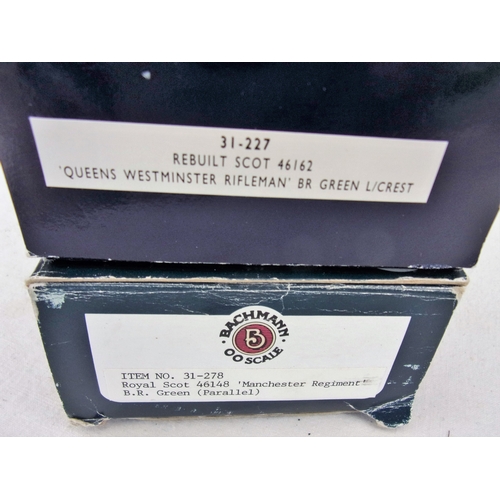 31-227
REBUILT SCOT 46162
'QUEENS WESTMINSTER RIFLEMAN' BR GREEN L/CREST
BACHMANN
B
OO SCALE
ITEM NO. 31-278
Royal Scot 46148 'Manchester Regiment'
B.R. Green (Parallel)